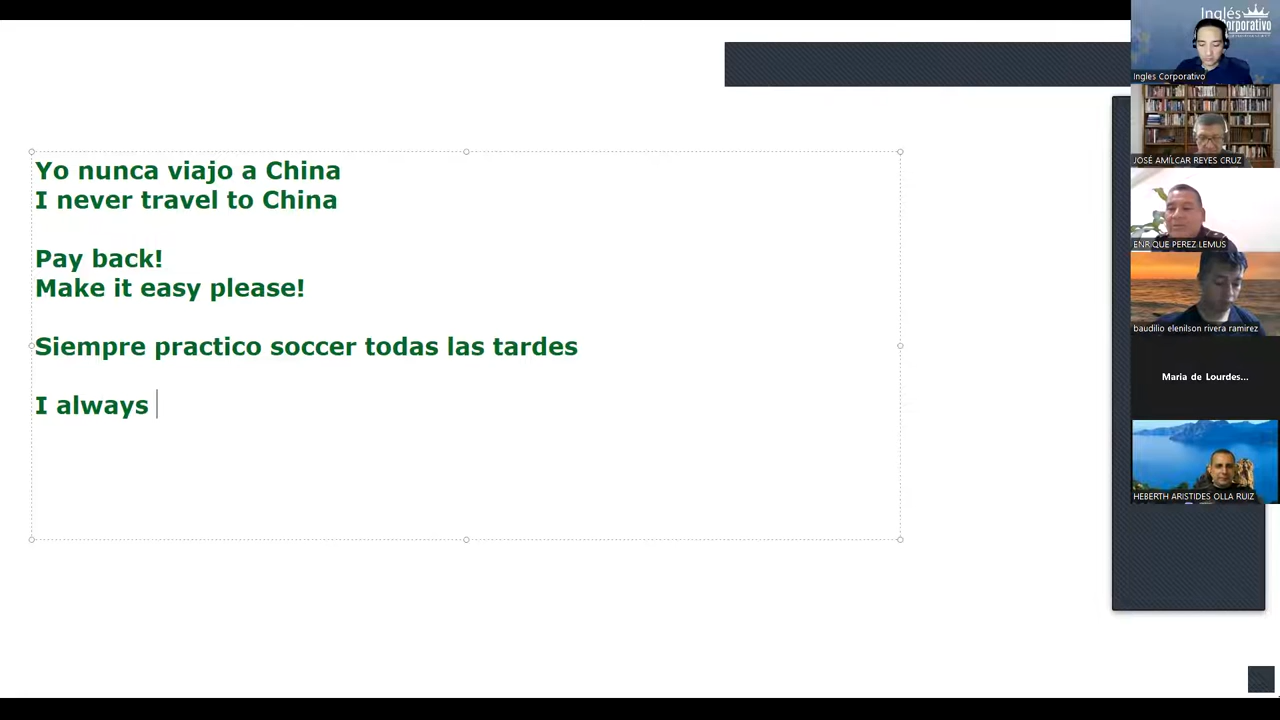 Yo nunca viajo a China
I never travel to China
Pay back!
Make it easy please!
Siempre practico soccer todas las tardes
I always
Inglés
Corporativo
Ingles Corporativo
JOSÉ AMÍLCAR REYES CRUZ
ENRIQUE PEREZ LEMUS
baudilio elenilson rivera ramirez
Maria de Lourdes...
HEBERTH ARISTIDES OLLA RUIZ